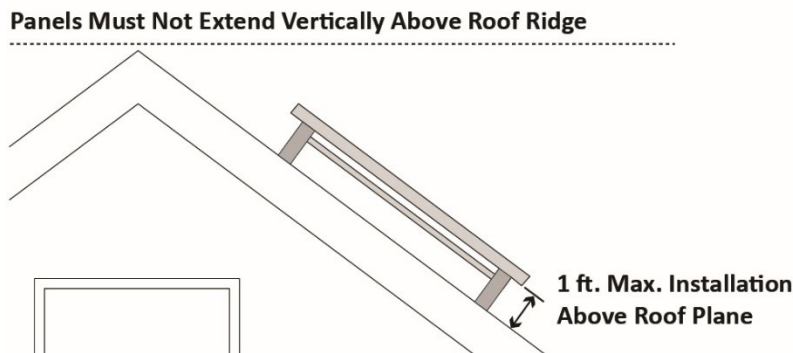 Panels Must Not Extend Vertically Above Roof Ridge
1 ft. Max. Installation
Above Roof Plane